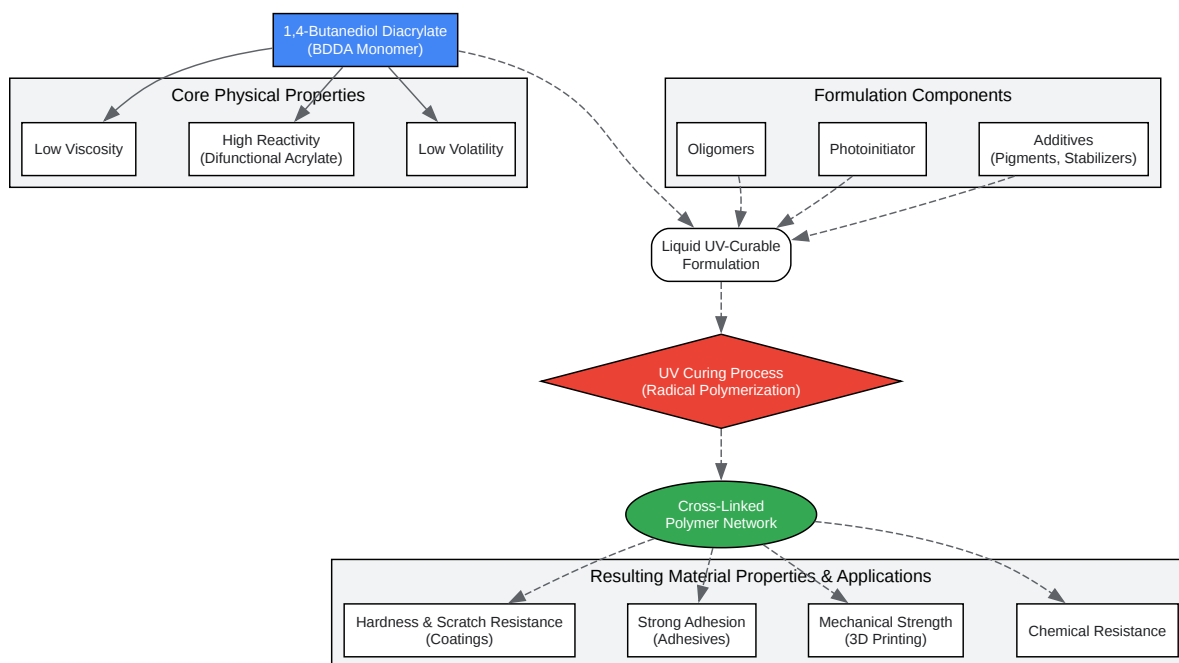 1,4-Butanediol Diacrylate
(BDDA Monomer)
Core Physical Properties
Low Viscosity
High Reactivity
(Difunctional Acrylate)
Low Volatility
Formulation Components
Oligomers
Photoinitiator
Additives
(Pigments, Stabilizers)
Liquid UV-Curable
Formulation
UV Curing Process
(Radical Polymerization)
Cross-Linked
Polymer Network
Resulting Material Properties & Applications
Hardness & Scratch Resistance
(Coatings)
Strong Adhesion
(Adhesives)
Mechanical Strength
(3D Printing)
Chemical Resistance